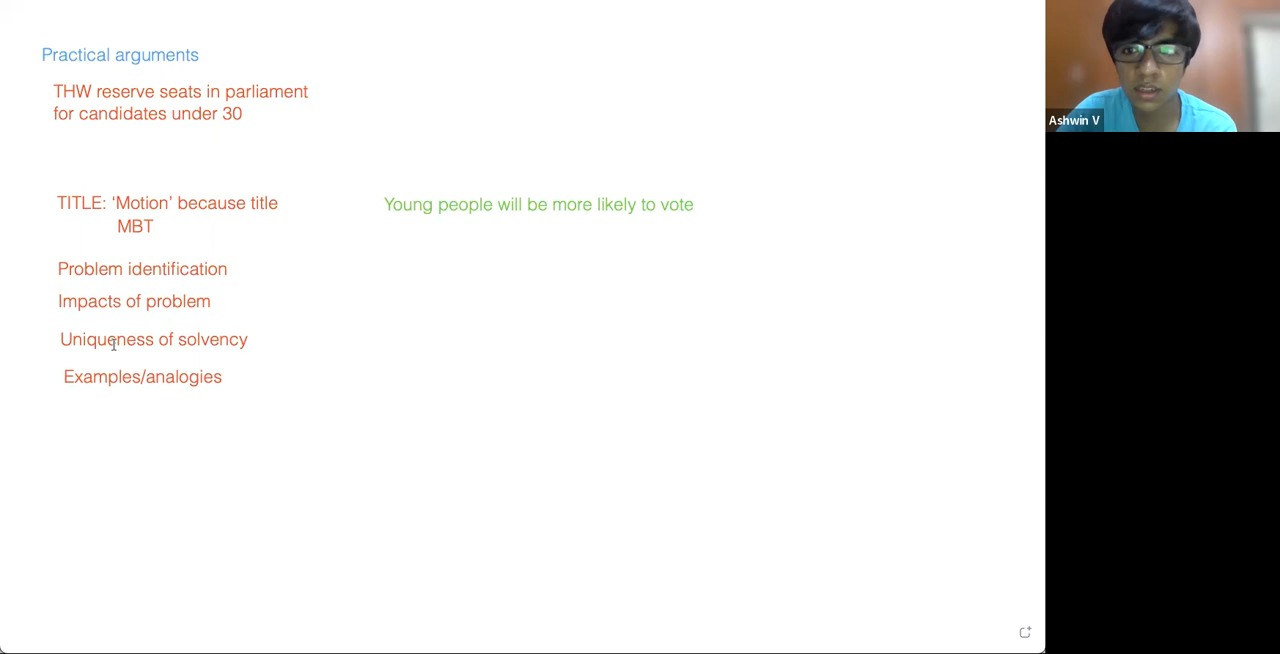 Practical arguments
THW reserve seats in parliament
for candidates under 30
TITLE: ‘Motion’ because title
MBT
Young people will be more likely to vote
Problem identification
Impacts of problem
Uniqueness of solvency
Examples/analogies
Ashwin V